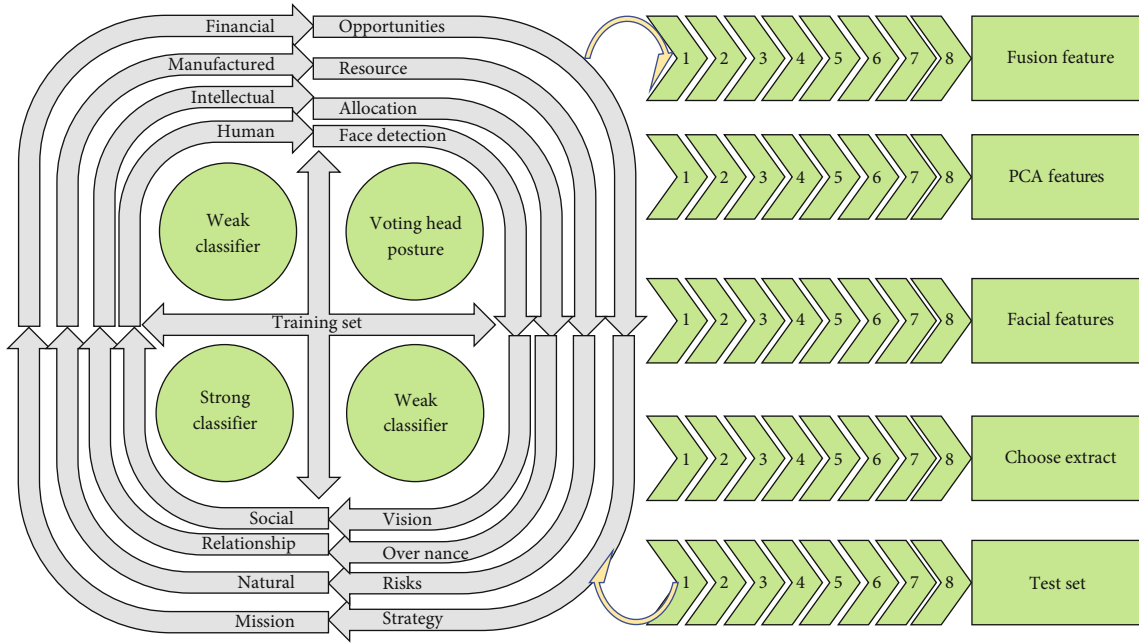 Financial
Opportunities
Manufactured
Resource
Intellectual
Allocation
Human
Face detection
Weak
classifier
Voting head
posture
Training set
Strong
classifier
Weak
classifier
Social
Vision
Relationship
Over nance
Natural
Risks
Mission
Strategy
1 2 3 4 5 6 7 8 Fusion feature
1 2 3 4 5 6 7 8 PCA features
1 2 3 4 5 6 7 8 Facial features
1 2 3 4 5 6 7 8 Choose extract
1 2 3 4 5 6 7 8 Test set